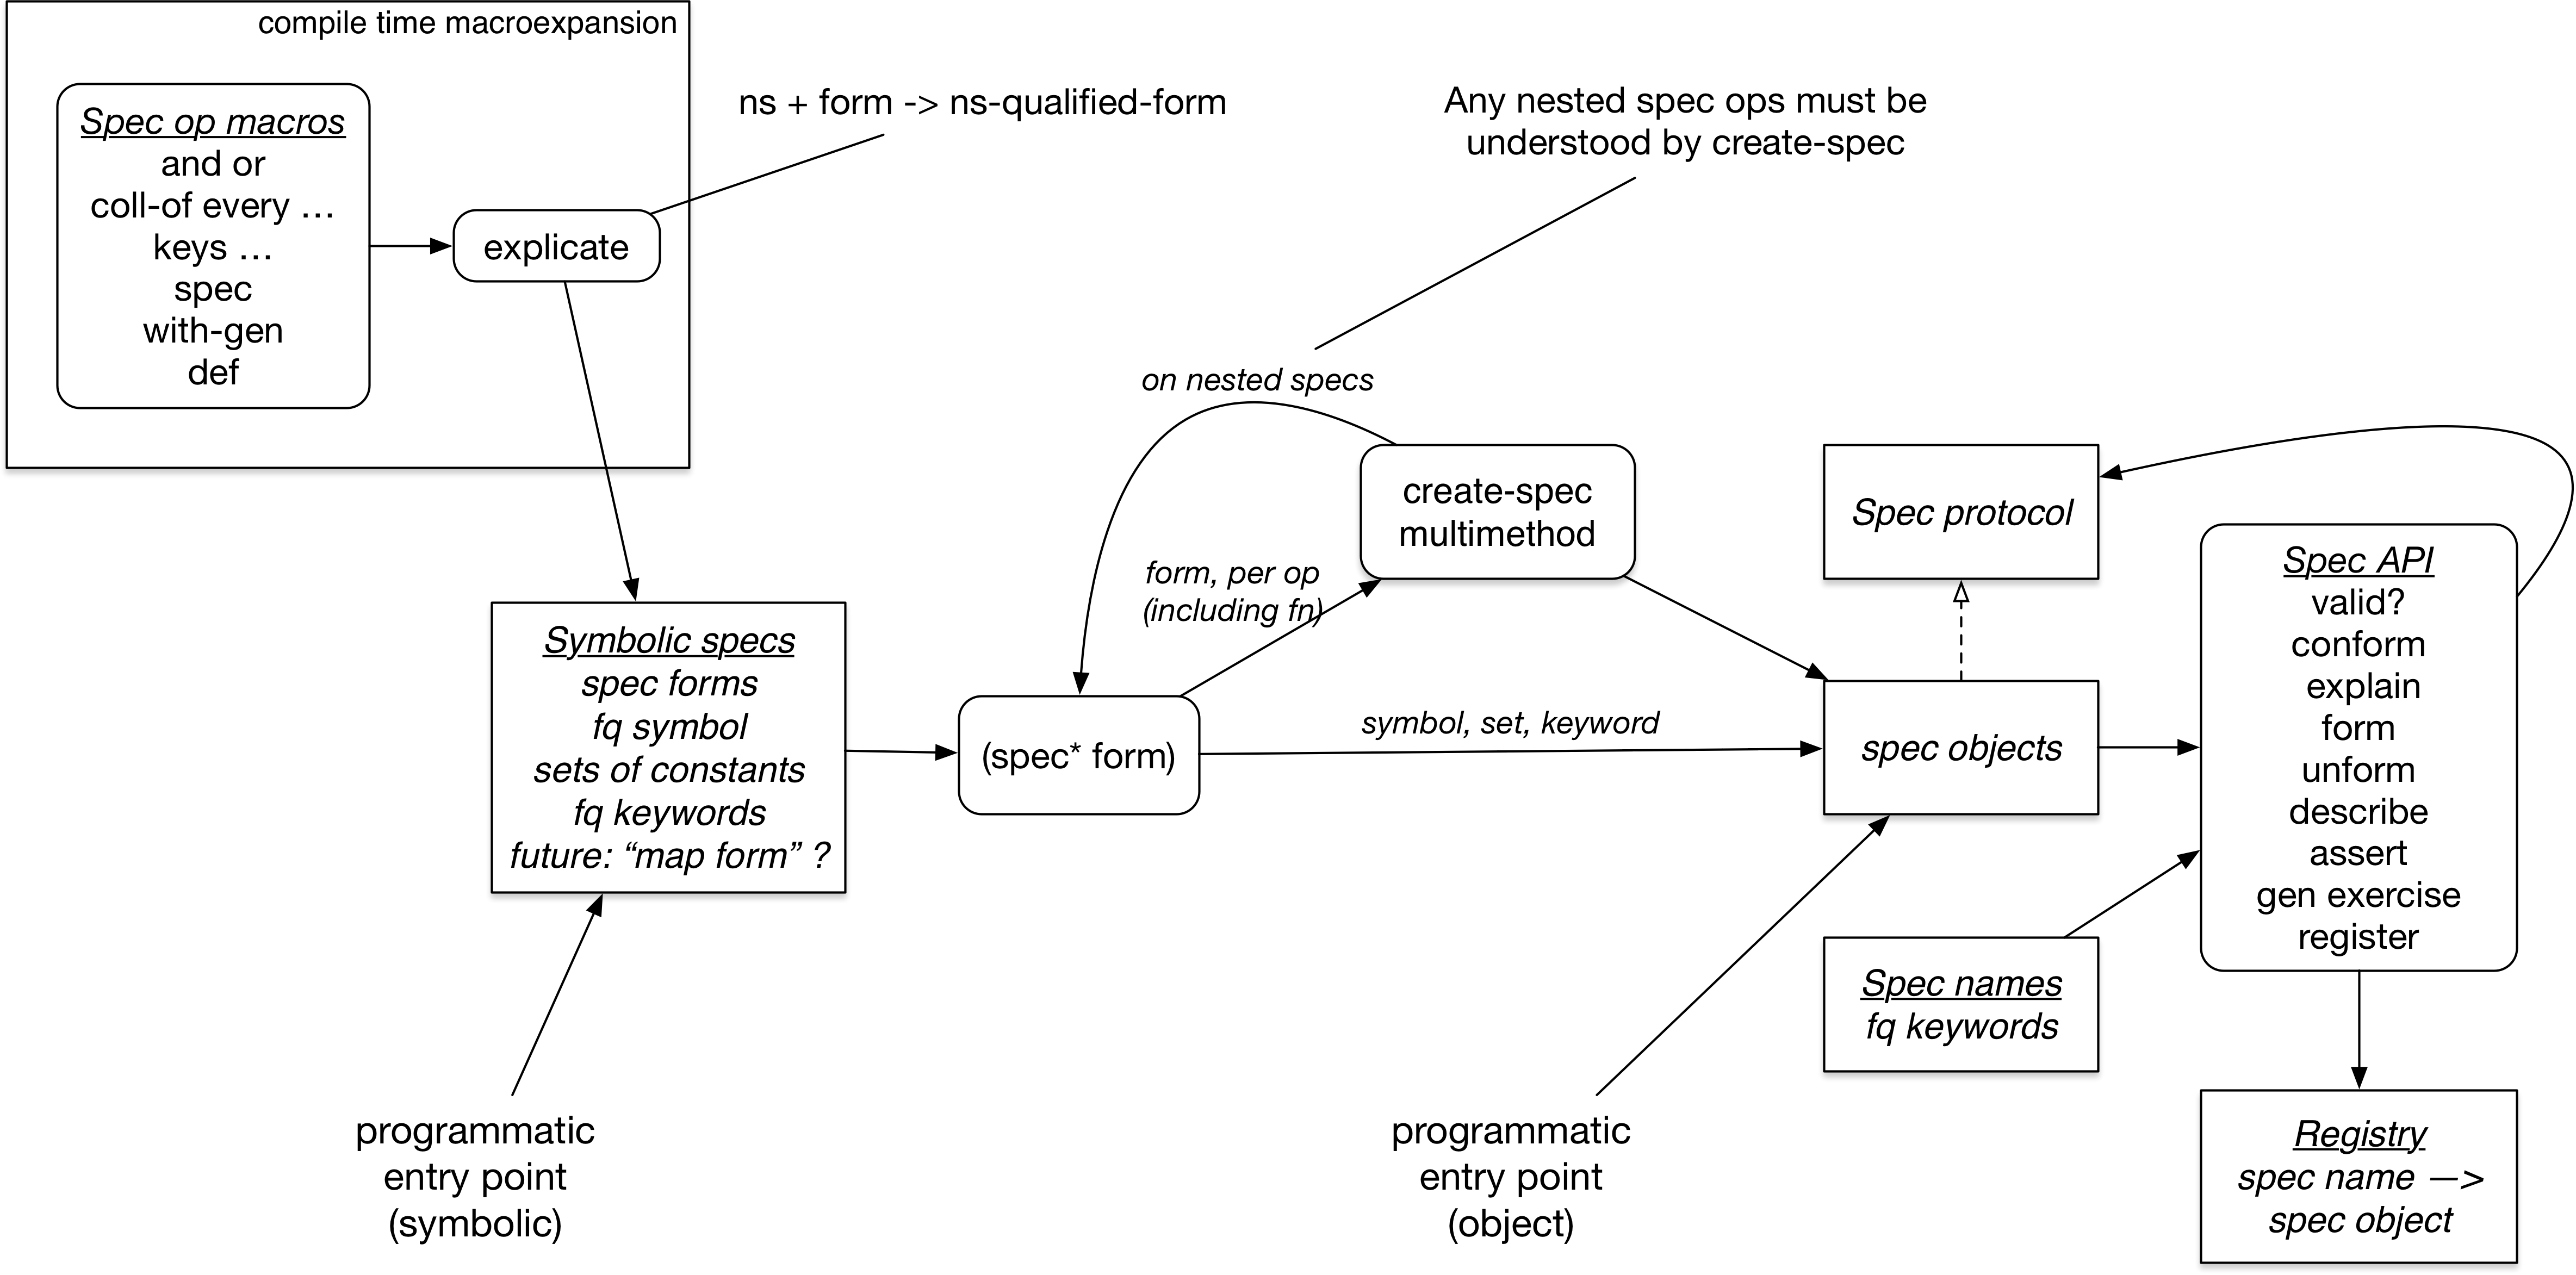 compile time macroexpansion
Spec op macros
and or
coll-of every …
keys …
spec
with-gen
def
explicate
ns + form -> ns-qualified-form
Any nested spec ops must be
understood by create-spec
on nested specs
create-spec
multimethod
form, per op
(including fn)
Symbolic specs
spec forms
fq symbol
sets of constants
fq keywords
future: “map form” ?
(spec* form)
symbol, set, keyword
Spec protocol
spec objects
Spec API
valid?
conform
explain
form
unform
describe
assert
gen exercise
register
Spec names
fq keywords
programmatic
entry point
(symbolic)
programmatic
entry point
(object)
Registry
spec name —>
spec object